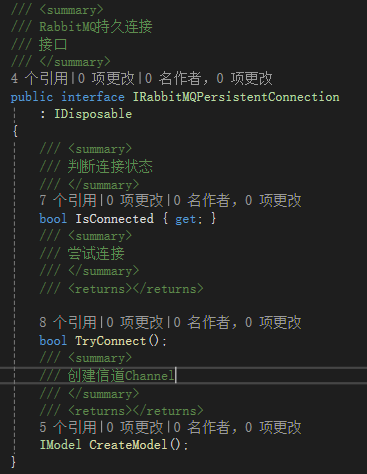 /// <summary>
/// RabbitMQ持久连接
/// 接口
/// </summary>
4 个引用|0 项更改|0 名作者，0 项更改
public interface IRabbitMQPersistentConnection
: IDisposable
{
/// <summary>
/// 判断连接状态
/// </summary>
7 个引用|0 项更改|0 名作者，0 项更改
bool IsConnected { get; }
/// <summary>
/// 尝试连接
/// </summary>
/// <returns></returns>
8 个引用|0 项更改|0 名作者，0 项更改
bool TryConnect();
/// <summary>
/// 创建信道Channel
/// </summary>
/// <returns></returns>
5 个引用|0 项更改|0 名作者，0 项更改
IModel CreateModel();
}